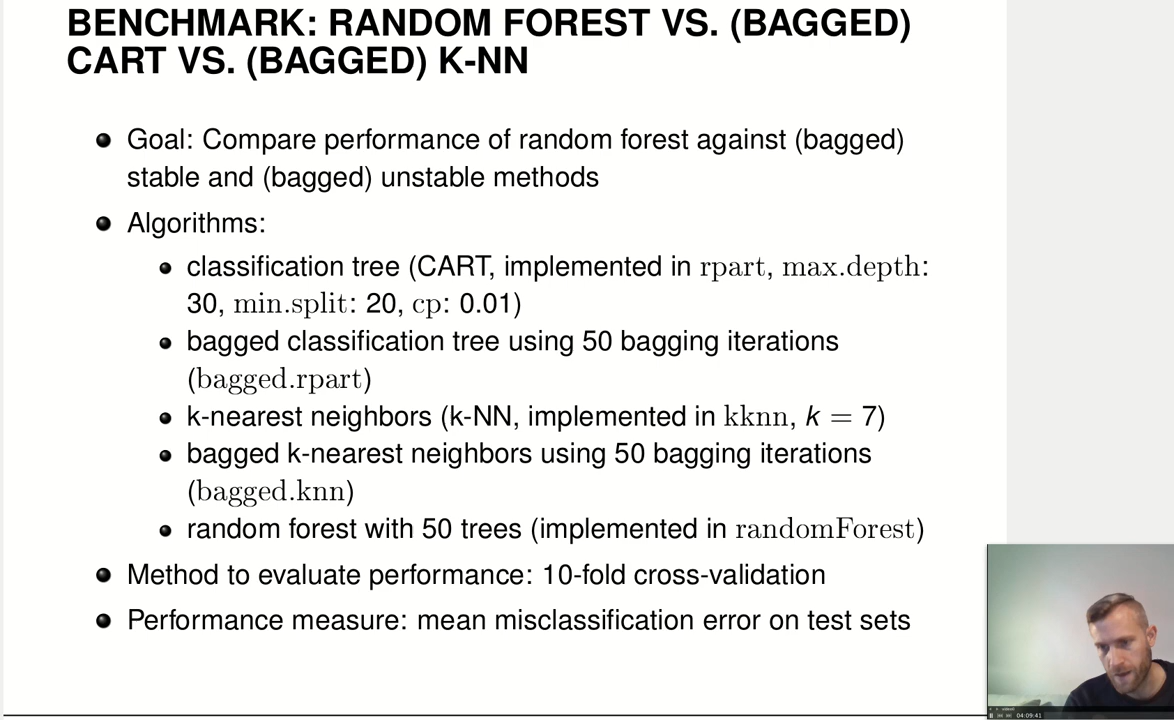 BENCHMARK: RANDOM FOREST VS. (BAGGED)
CART VS. (BAGGED) K-NN
Goal: Compare performance of random forest against (bagged)
stable and (bagged) unstable methods
Algorithms:
classification tree (CART, implemented in rpart, max.depth:
30, min.split: 20, cp: 0.01)
bagged classification tree using 50 bagging iterations
(bagged.rpart)
k-nearest neighbors (k-NN, implemented in kknn, k = 7)
bagged k-nearest neighbors using 50 bagging iterations
(bagged.knn)
random forest with 50 trees (implemented in randomForest)
Method to evaluate performance: 10-fold cross-validation
Performance measure: mean misclassification error on test sets
04:09:41